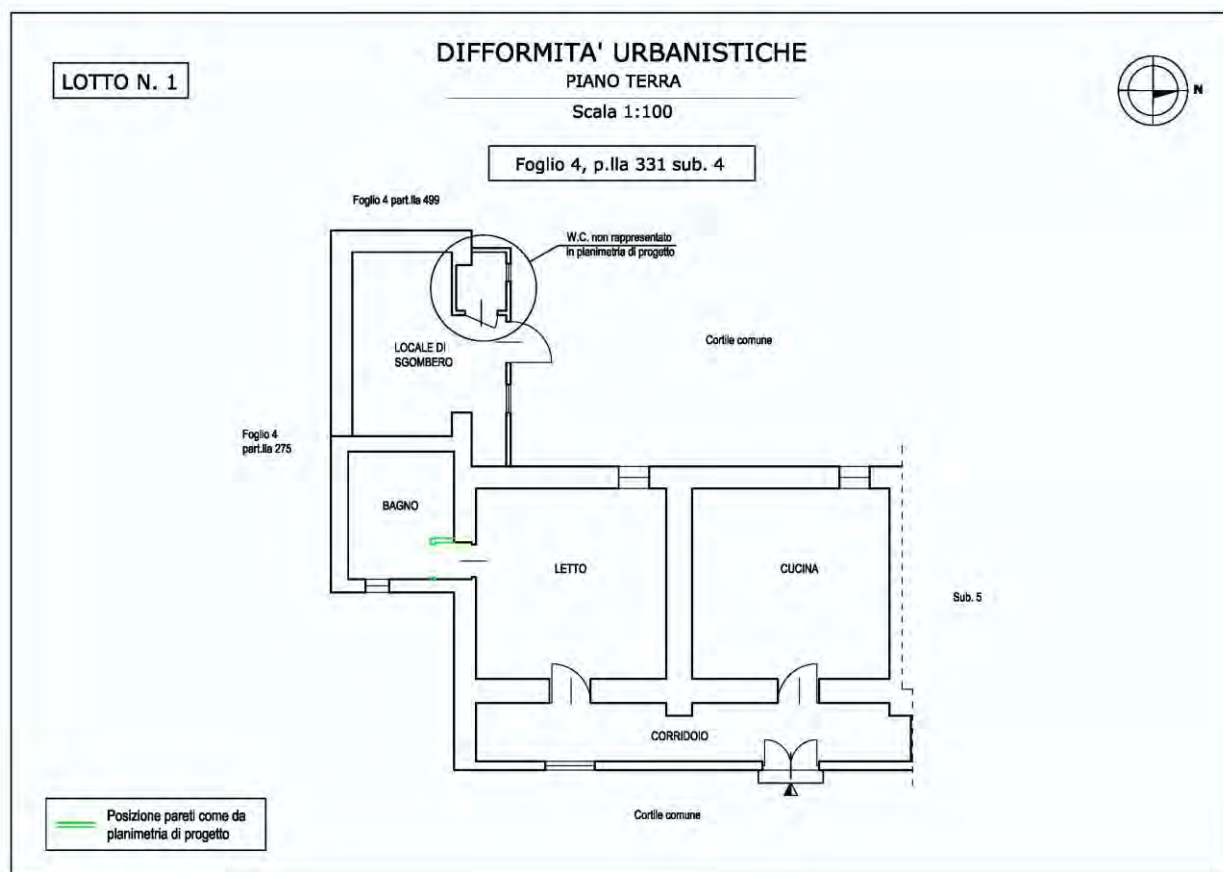 DIFFORMITA' URBANISTICHE
LOTTO N. 1
PIANO TERRA
Scala 1:100
N
Foglio 4, p.lla 331 sub. 4
Foglio 4 part.lla 499
W.C. non rappresentato
in planimetria di progetto
Cortile comune
LOCALE DI
SGOMBERO
Foglio 4
part.lla 275
BAGNO
LETTO
CUCINA
Sub. 5
CORRIDOIO
Cortile comune
Posizione pareti come da
planimetria di progetto